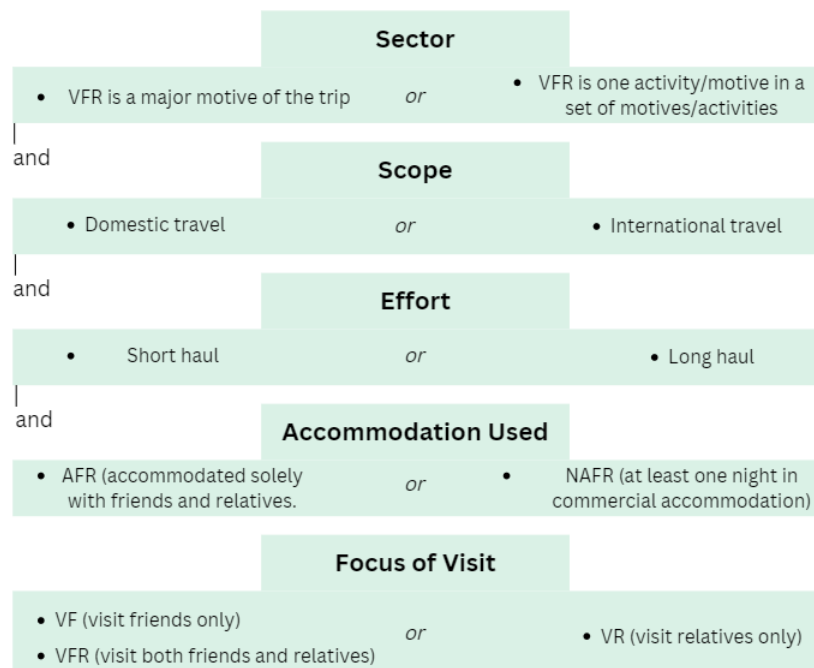 Sector
• VFR is a major motive of the trip or • VFR is one activity/motive in a
set of motives/activities
and
Scope
• Domestic travel or • International travel
and
Effort
• Short haul or • Long haul
and
Accommodation Used
• AFR (accommodated solely
with friends and relatives.
or
• NAFR (at least one night in
commercial accommodation)
Focus of Visit
• VF (visit friends only)
• VFR (visit both friends and relatives)
or
• VR (visit relatives only)